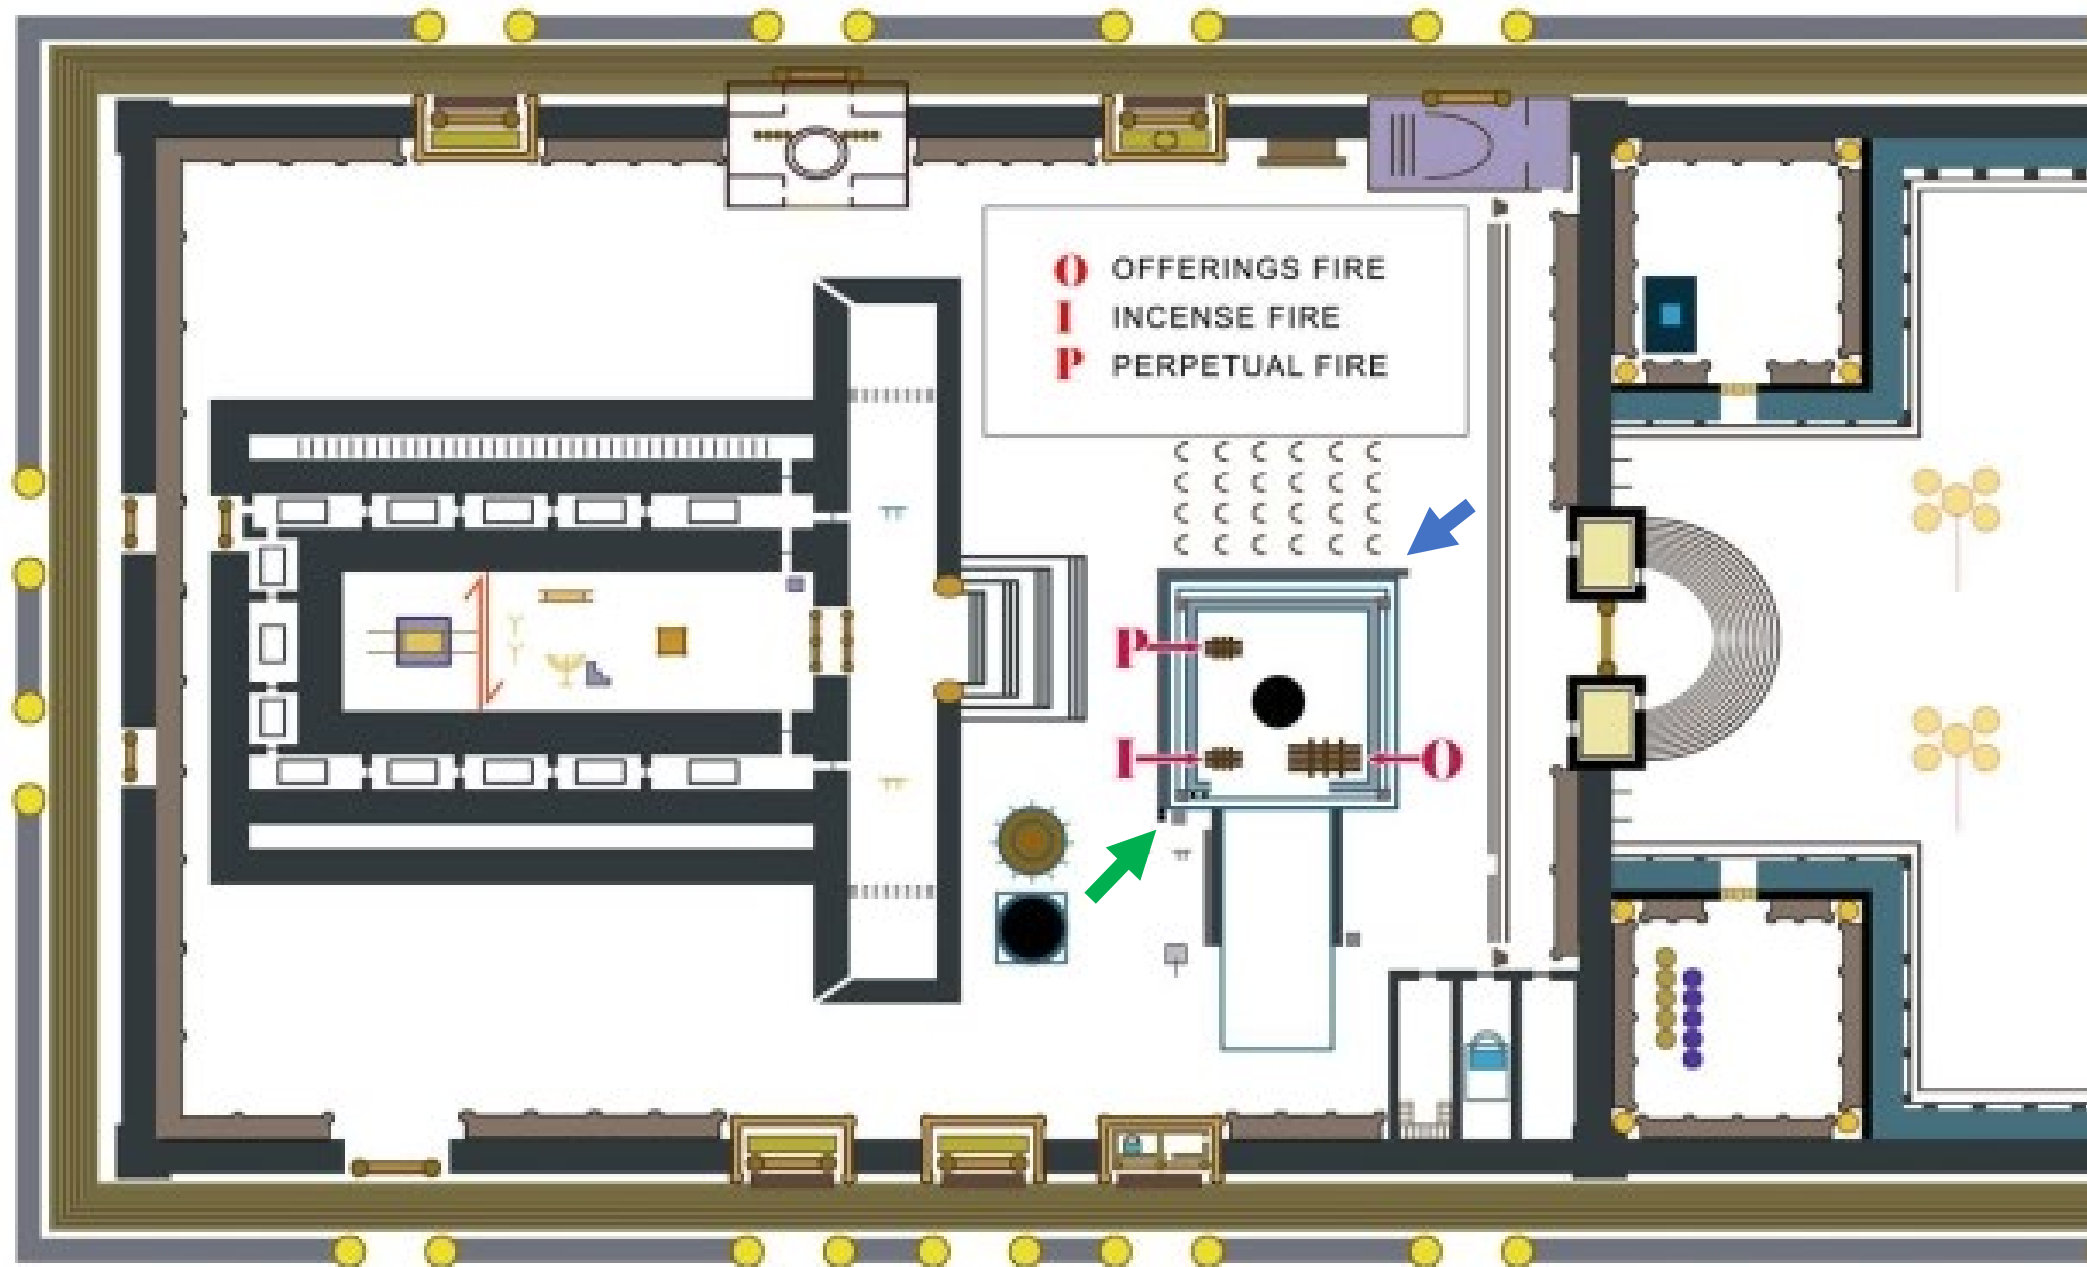 O OFFERINGS FIRE
I INCENSE FIRE
P PERPETUAL FIRE
P
I
O